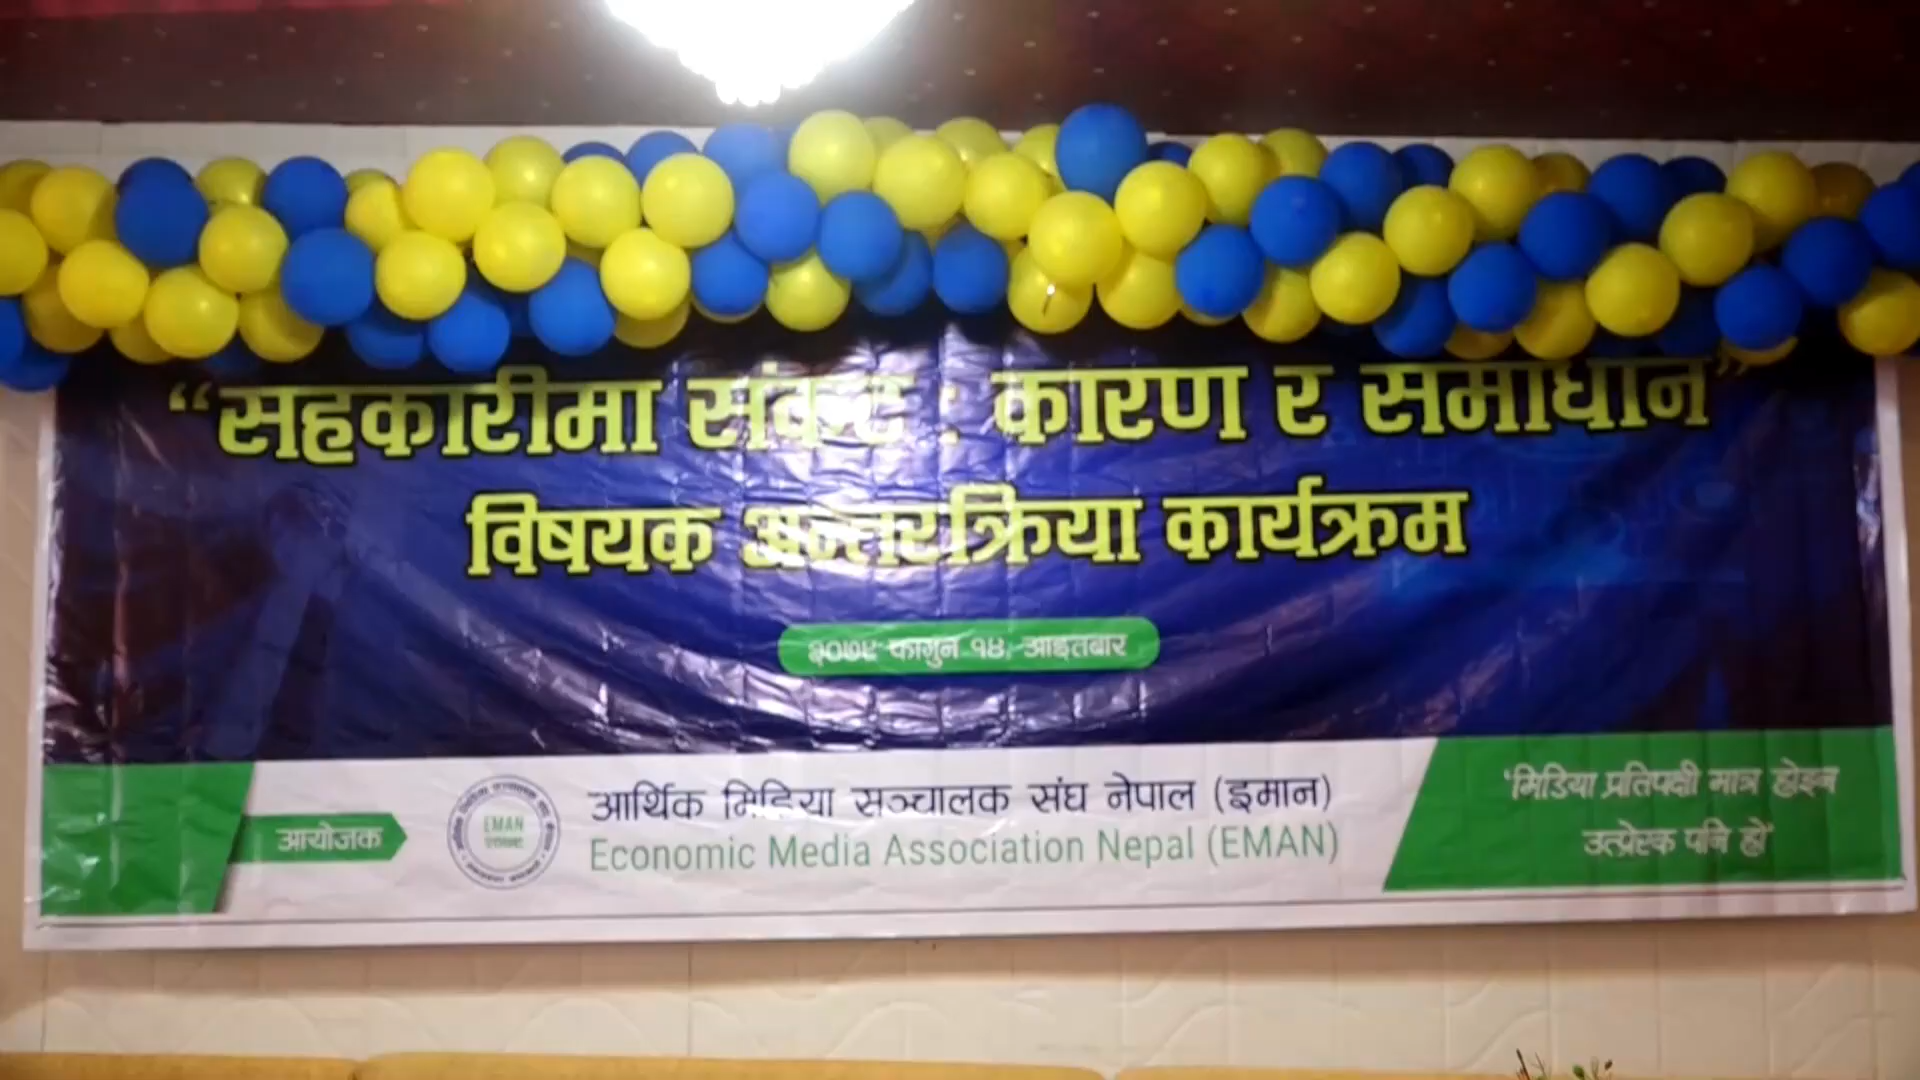 “सहकारीमा संकट : कारण र समाधान”
विषयक अन्तरक्रिया कार्यक्रम
२०७९ फागुन १४, आइतबार
आयोजक
EMAN
आर्थिक मिडिया सञ्चालक संघ नेपाल (इमान)
Economic Media Association Nepal (EMAN)
'मिडिया प्रतिपक्षी मात्र होइन
उत्प्रेरक पनि हो'